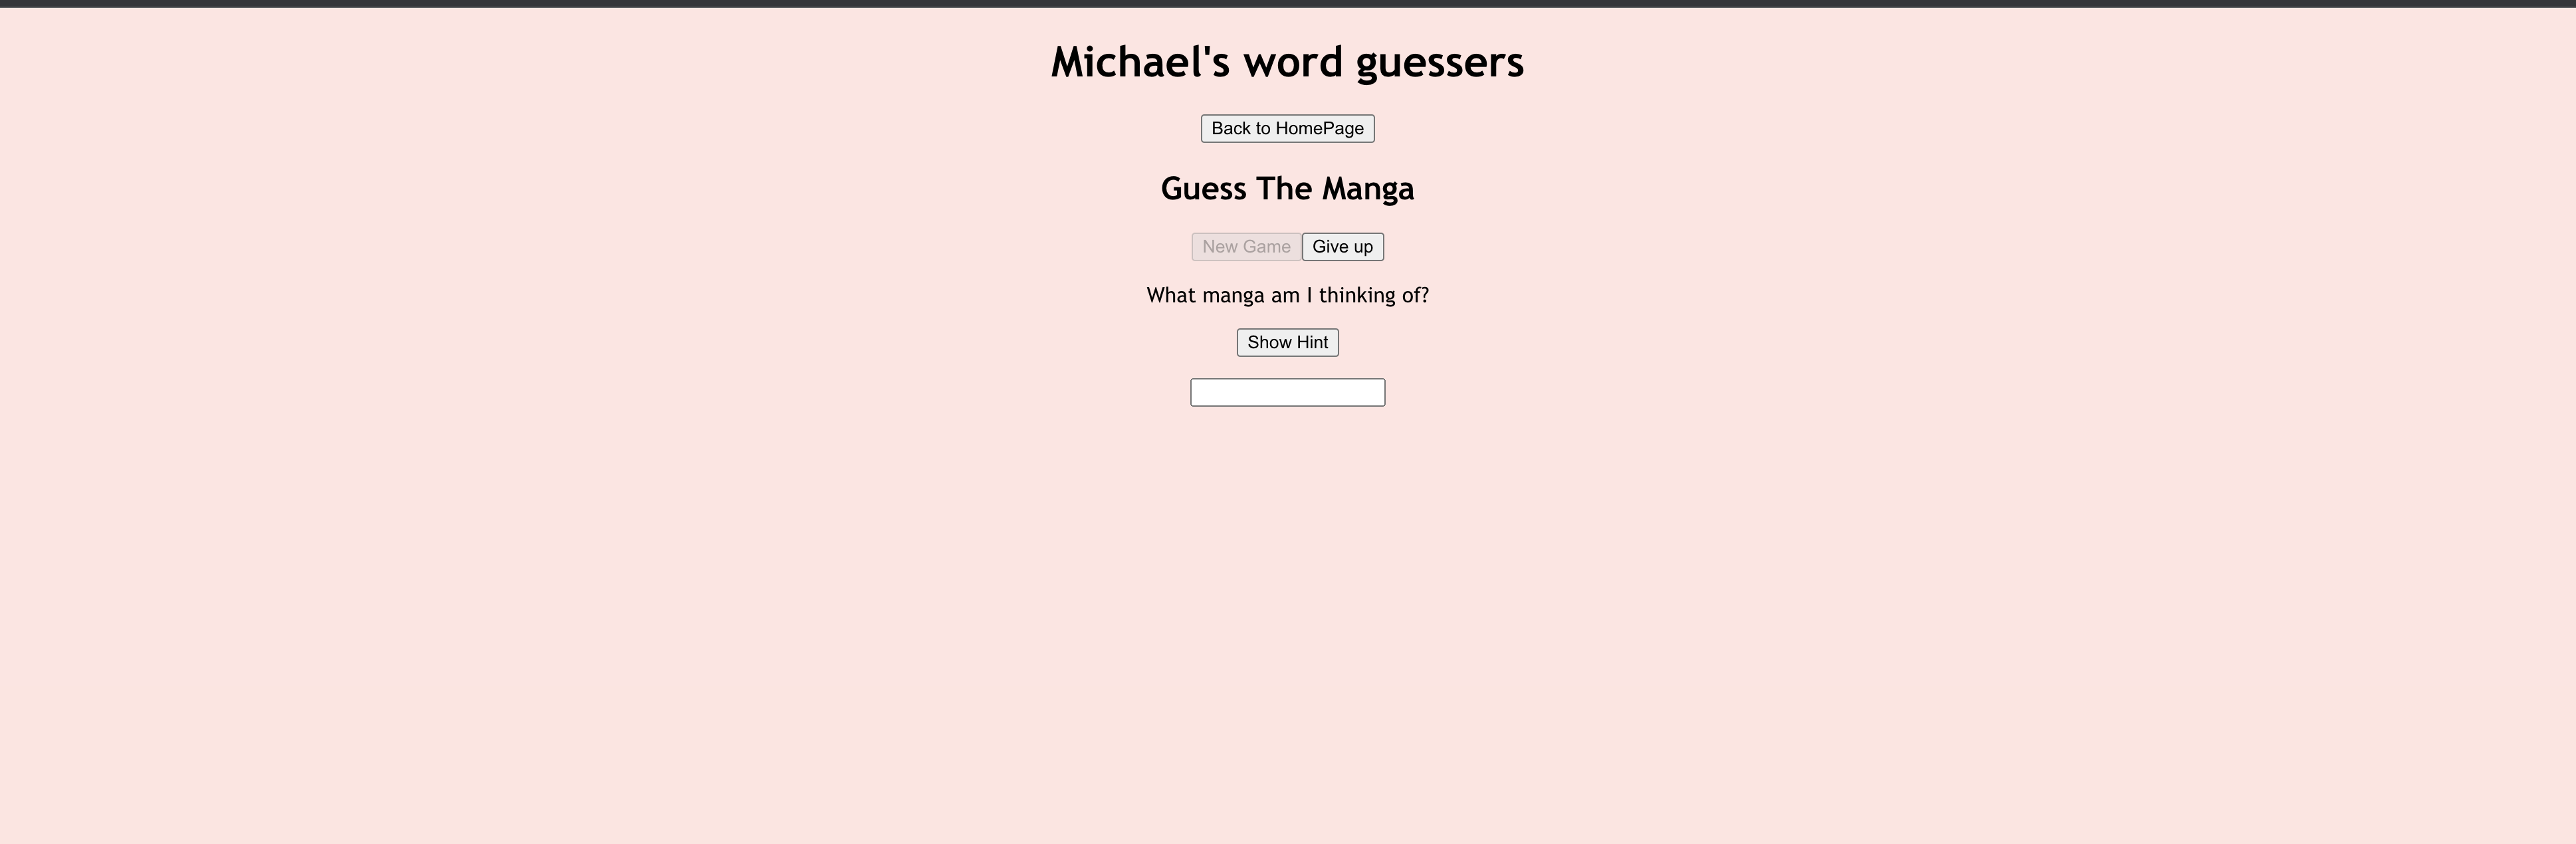 Michael's word guessers
Back to HomePage
Guess The Manga
New Game Give up
What manga am I thinking of?
Show Hint